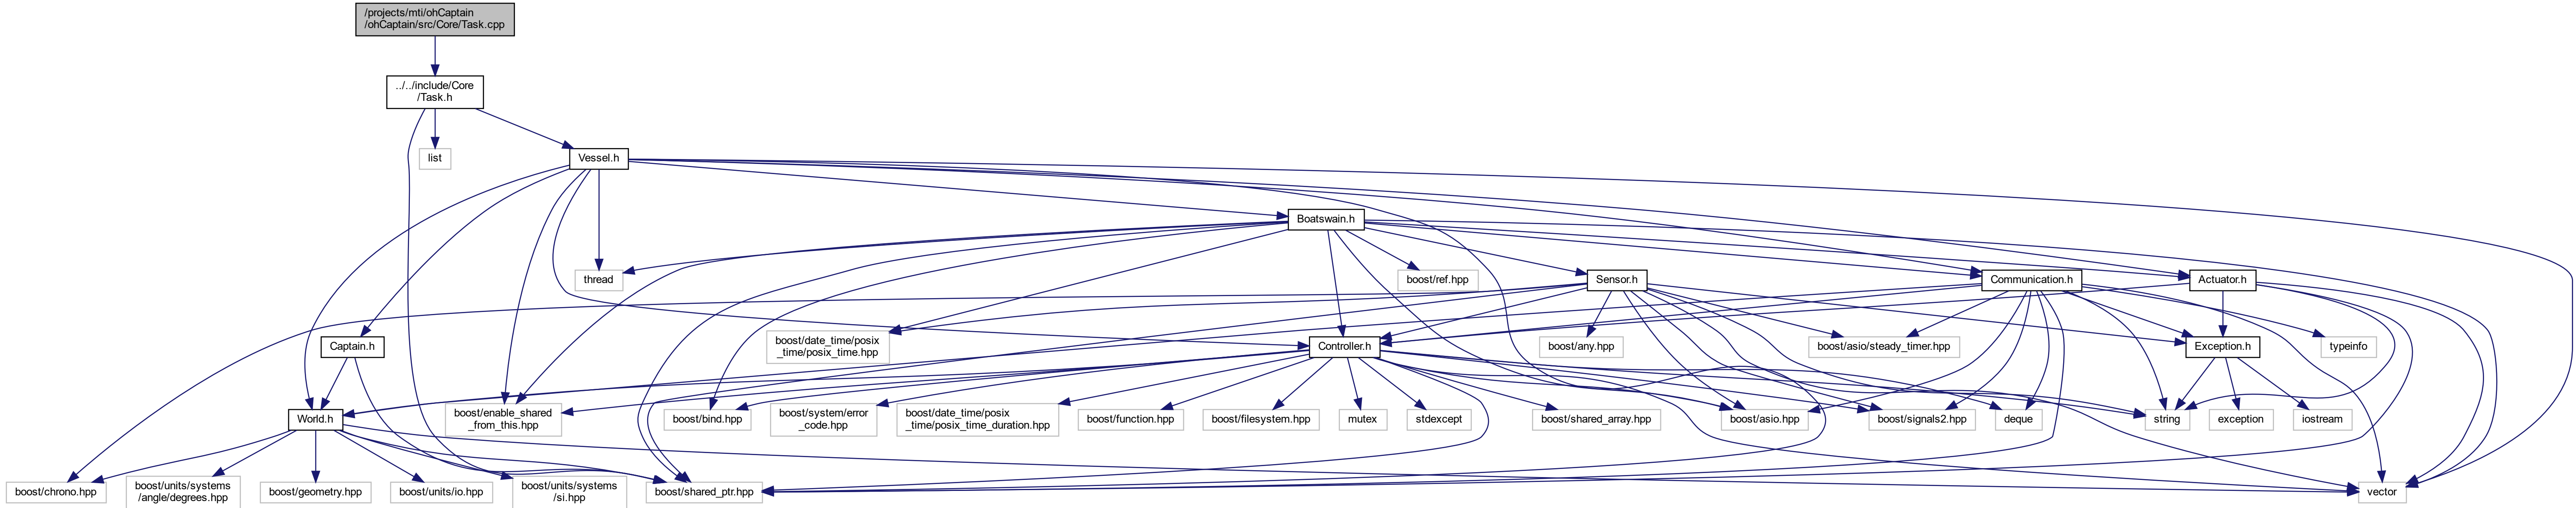 /projects/mti/ohCaptain
/ohCaptain/src/Core/Task.cpp
../../include/Core
/Task.h
list
Vessel.h
Boatswain.h
thread
boost/ref.hpp
Sensor.h
Communication.h
Actuator.h
Captain.h
boost/date_time/posix
_time/posix_time.hpp
Controller.h
boost/any.hpp
boost/asio/steady_timer.hpp
Exception.h
typeinfo
World.h
boost/enable_shared
_from_this.hpp
boost/bind.hpp
boost/system/error
_code.hpp
boost/date_time/posix
_time/posix_time_duration.hpp
boost/function.hpp
boost/filesystem.hpp
mutex
stdexcept
boost/shared_array.hpp
boost/asio.hpp
boost/signals2.hpp
deque
string
exception
iostream
boost/chrono.hpp
boost/units/systems
/angle/degrees.hpp
boost/geometry.hpp
boost/units/io.hpp
boost/units/systems
/si.hpp
boost/shared_ptr.hpp
vector